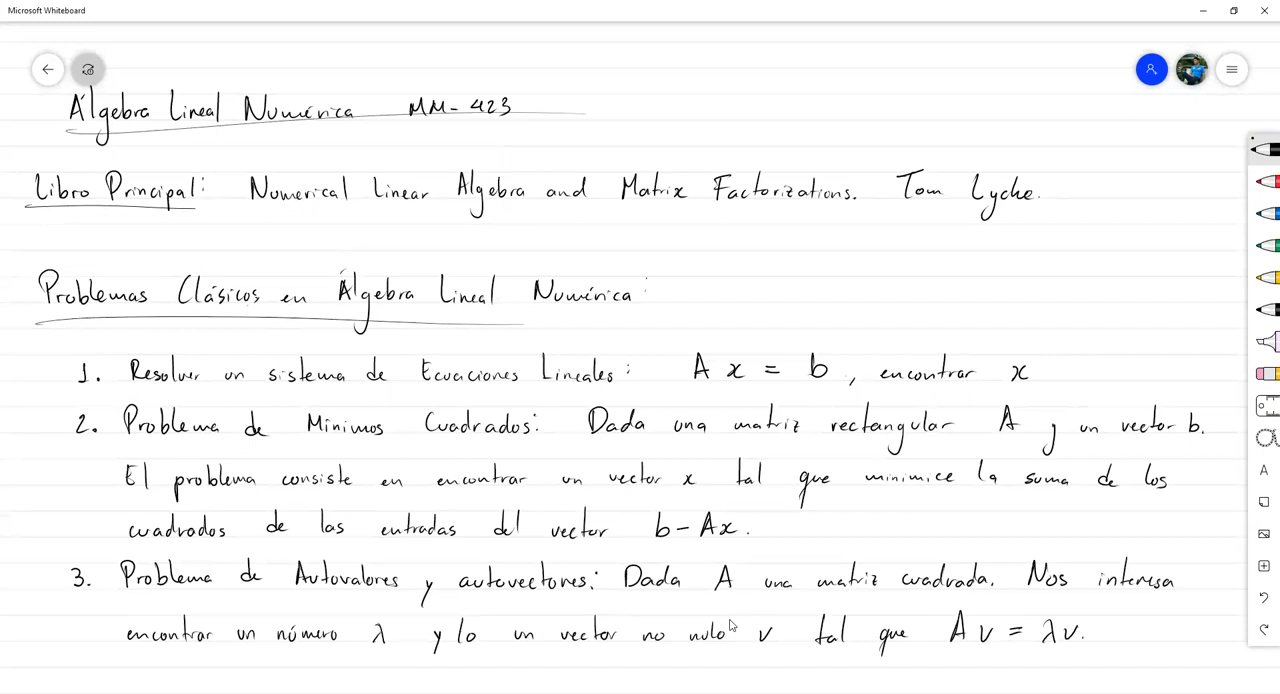 Microsoft Whiteboard
Álgebra Lineal Numérica MM-423
Libro Principal: Numerical Linear Algebra and Matrix Factorizations. Tom Lyche.
Problemas Clásicos en Álgebra Lineal Numérica:
1. Resolver un sistema de Ecuaciones Lineales: A x = b, encontrar x
2. Problema de Mínimos Cuadrados: Dada una matriz rectangular A y un vector b.
El problema consiste en encontrar un vector x tal que minimice la suma de los
cuadrados de las entradas del vector b-Ax.
3. Problema de Autovalores y autovectores: Dada A una matriz cuadrada. Nos interesa
encontrar un número λ y/o un vector no nulo v tal que A v = λv.
A